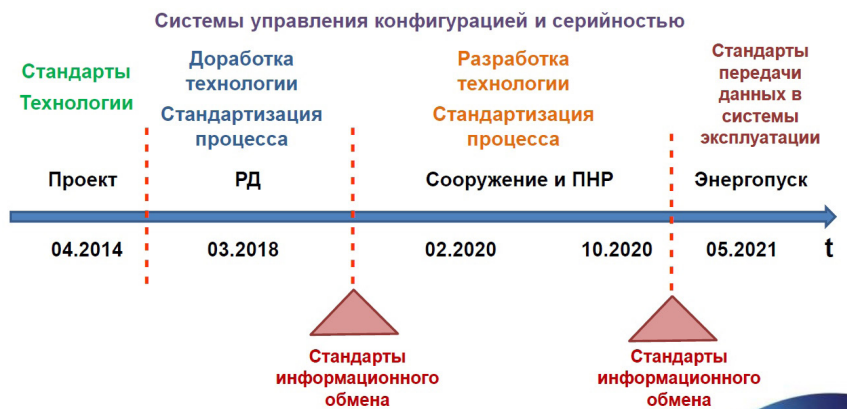 Системы управления конфигурацией и серийностью
Стандарты
Технологии
Доработка
технологии
Стандартизация
процесса
Разработка
технологии
Стандартизация
процесса
Стандарты
передачи
данных в
системы
эксплуатации
Проект
РД
Сооружение и ПНР
Энергопуск
04.2014
03.2018
02.2020
10.2020
05.2021
t
Стандарты
информационного
обмена
Стандарты
информационного
обмена